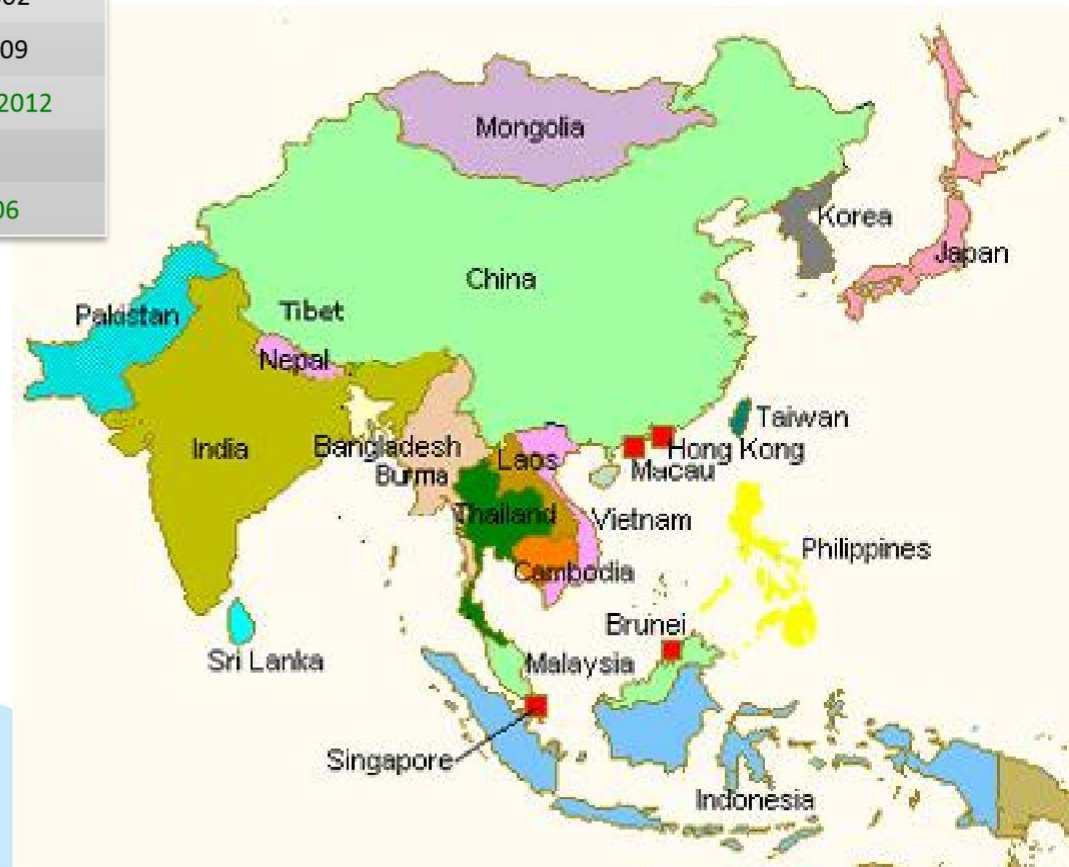 09
2012
06
Mongolia
Korea
Japan
China
Pakistan
Tibet
Nepal
Taiwan
India
Bangladesh
Hong Kong
Laos
Macau
Burma
Thailand
Vietnam
Philippines
Cambodia
Brunei
Sri Lanka
Malaysia
Singapore
Indonesia